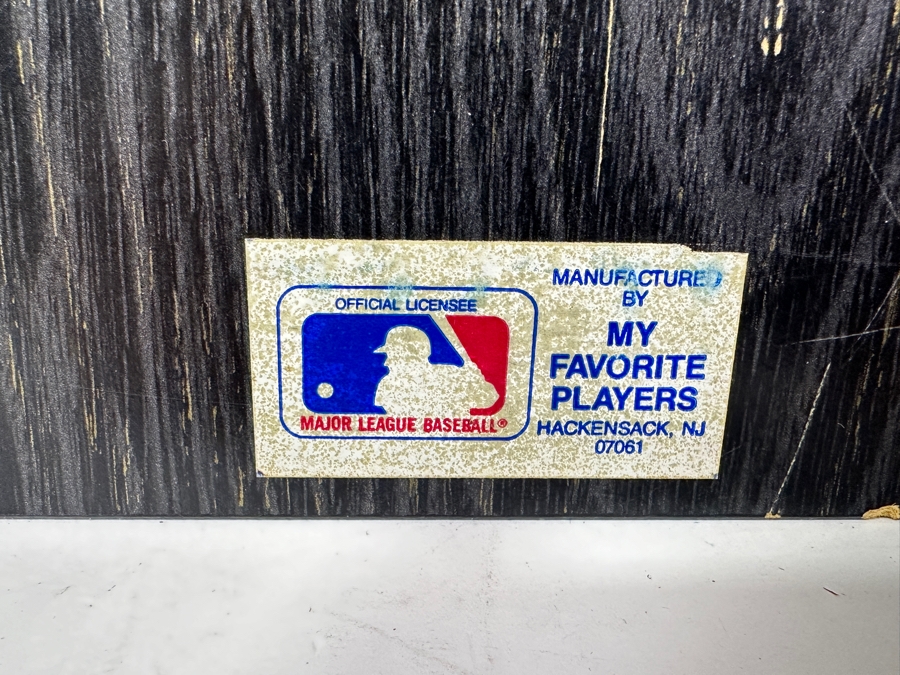 OFFICIAL LICENSEE
MAJOR LEAGUE BASEBALL®
MANUFACTURED
BY
MY
FAVORITE
PLAYERS
HACKENSACK, NJ
07061